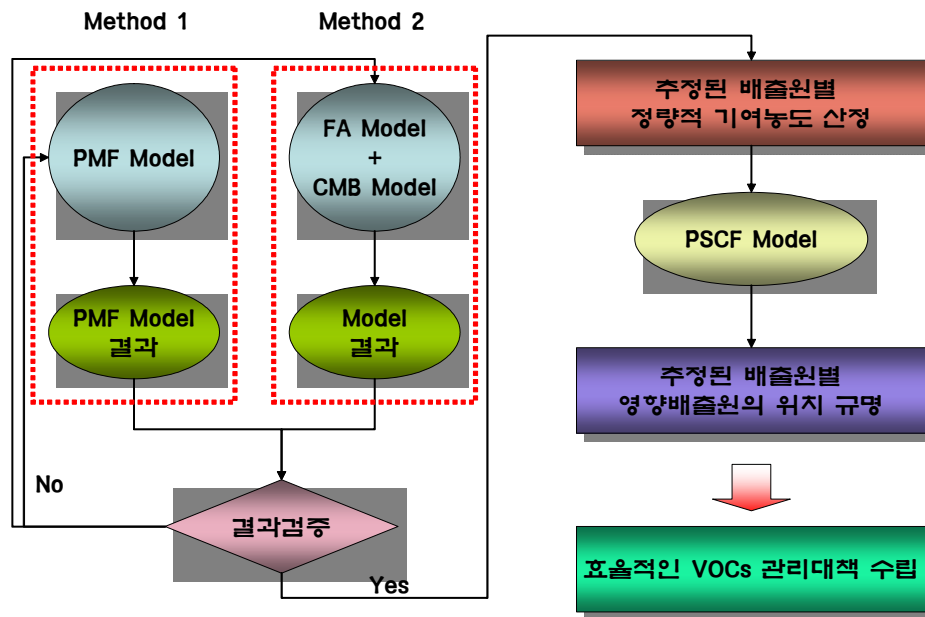 Method 1
Method 2
PMF Model
FA Model
+
CMB Model
PMF Model
결과
Model
결과
No
결과검증
Yes
추정된 배출원별
정량적 기여농도 산정
PSCF Model
추정된 배출원별
영향배출원의 위치 규명
효율적인 VOCs 관리대책 수립